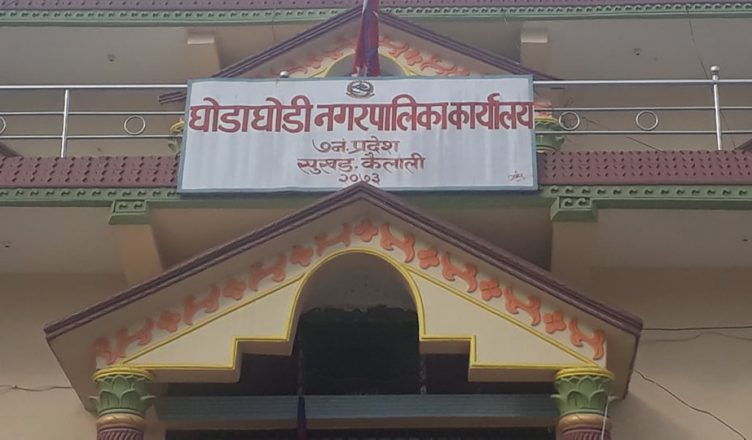 घोडाघोडी नगरपालिका कार्यालय
७नं. प्रदेश
सुखड, कैलाली
२०७३